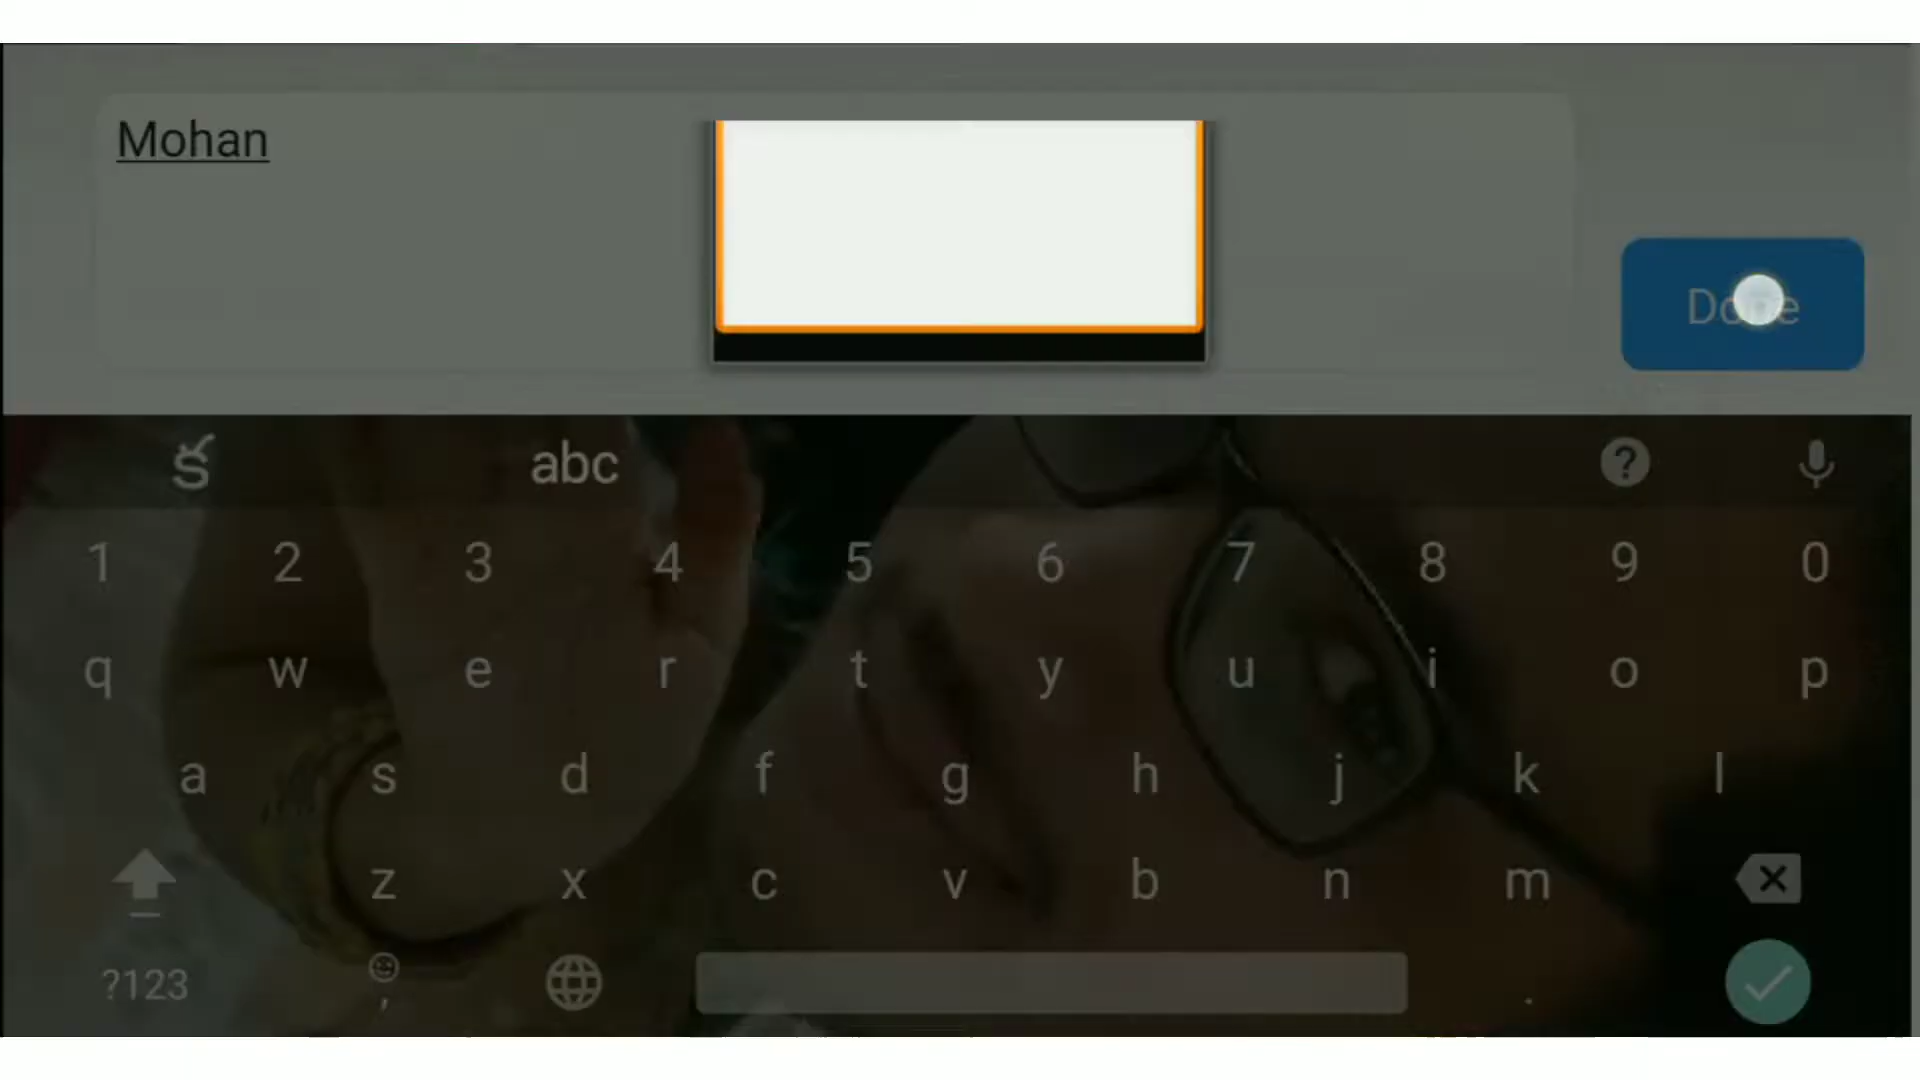 Mohan
Done
క abc
1 2 3 4 5 6 7 8 9 0
q w e r t y u i o p
a s d f g h j k l
z x c v b n m
?123 , .